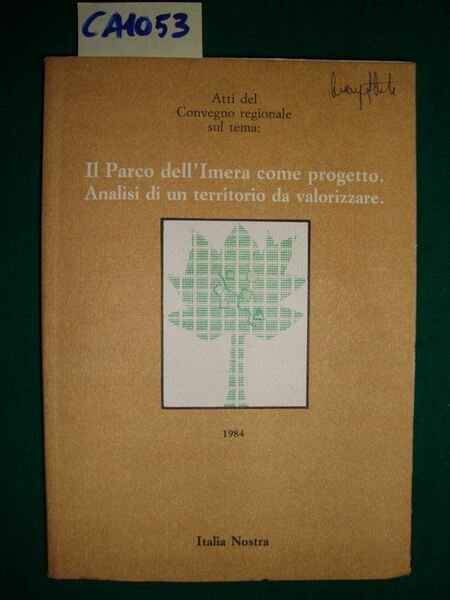 CA1053
Atti del
Convegno regionale
sul tema:
Il Parco dell'Imera come progetto.
Analisi di un territorio da valorizzare.
1984
Italia Nostra